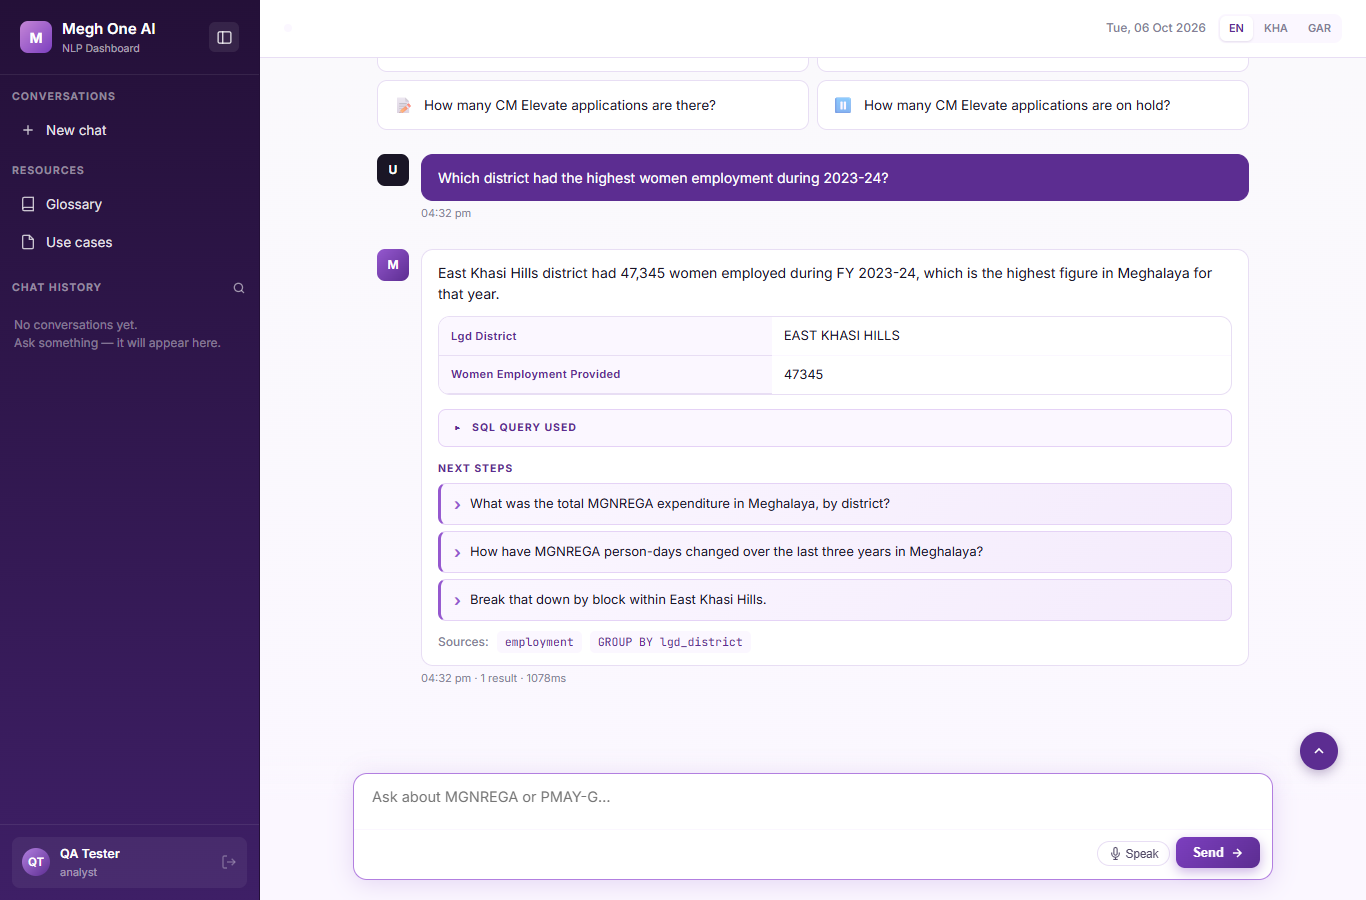 M
Megh One AI
NLP Dashboard
CONVERSATIONS
New chat
RESOURCES
Glossary
Use cases
CHAT HISTORY
No conversations yet.
Ask something — it will appear here.
QT
QA Tester
analyst
Tue, 06 Oct 2026
EN
KHA
GAR
How many CM Elevate applications are there?
How many CM Elevate applications are on hold?
U
Which district had the highest women employment during 2023-24?
04:32 pm
M
East Khasi Hills district had 47,345 women employed during FY 2023-24, which is the highest figure in Meghalaya for
that year.
Lgd District EAST KHASI HILLS
Women Employment Provided 47345
SQL QUERY USED
NEXT STEPS
What was the total MGNREGA expenditure in Meghalaya, by district?
How have MGNREGA person-days changed over the last three years in Meghalaya?
Break that down by block within East Khasi Hills.
Sources: employment GROUP BY lgd_district
04:32 pm · 1 result · 1078ms
Ask about MGNREGA or PMAY-G...
Speak
Send →